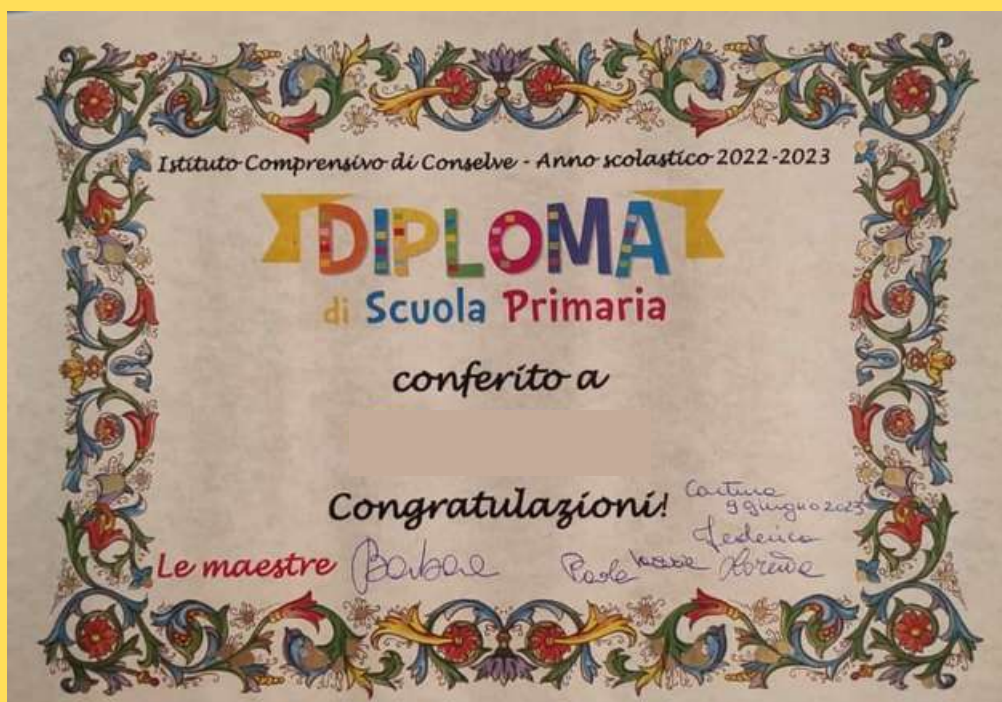 Istituto Comprensivo di Conselve - Anno scolastico 2022-2023
DIPLOMA
di Scuola Primaria
conferito a
Congratulazioni!
9 giugno 2023
Le maestre Barbara Paola Federica
Lorena